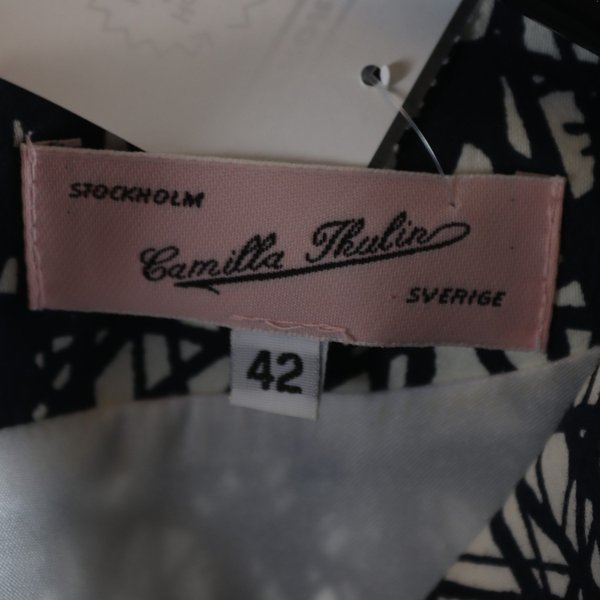 STOCKHOLM
Camilla Thulin
SVERIGE
42